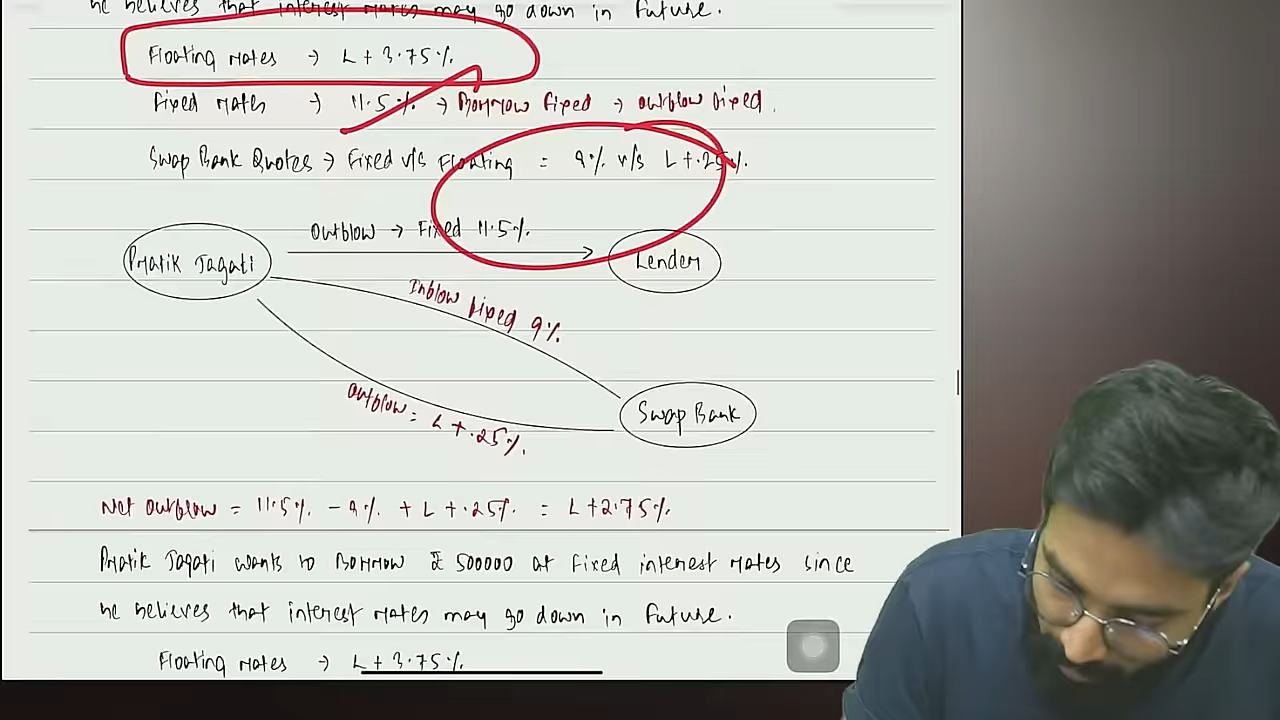 he believes that interest rates may go down in future.
Floating rates → L + 3.75%.
Fixed rates → 11.5% → Borrow fixed → outflow fixed.
Swap Bank Quotes → Fixed v/s Floating = 9% v/s L + .25%.
Outflow → Fixed 11.5%.
Pratik Jagati
Lender
Inflow fixed 9%.
Outflow = L + .25%.
Swap Bank
Net outflow = 11.5% - 9% + L + .25% = L + 2.75%.
Pratik Jagati wants to Borrow ₹ 500000 at fixed interest rates since
he believes that interest rates may go down in future.
Floating rates → L + 3.75%.